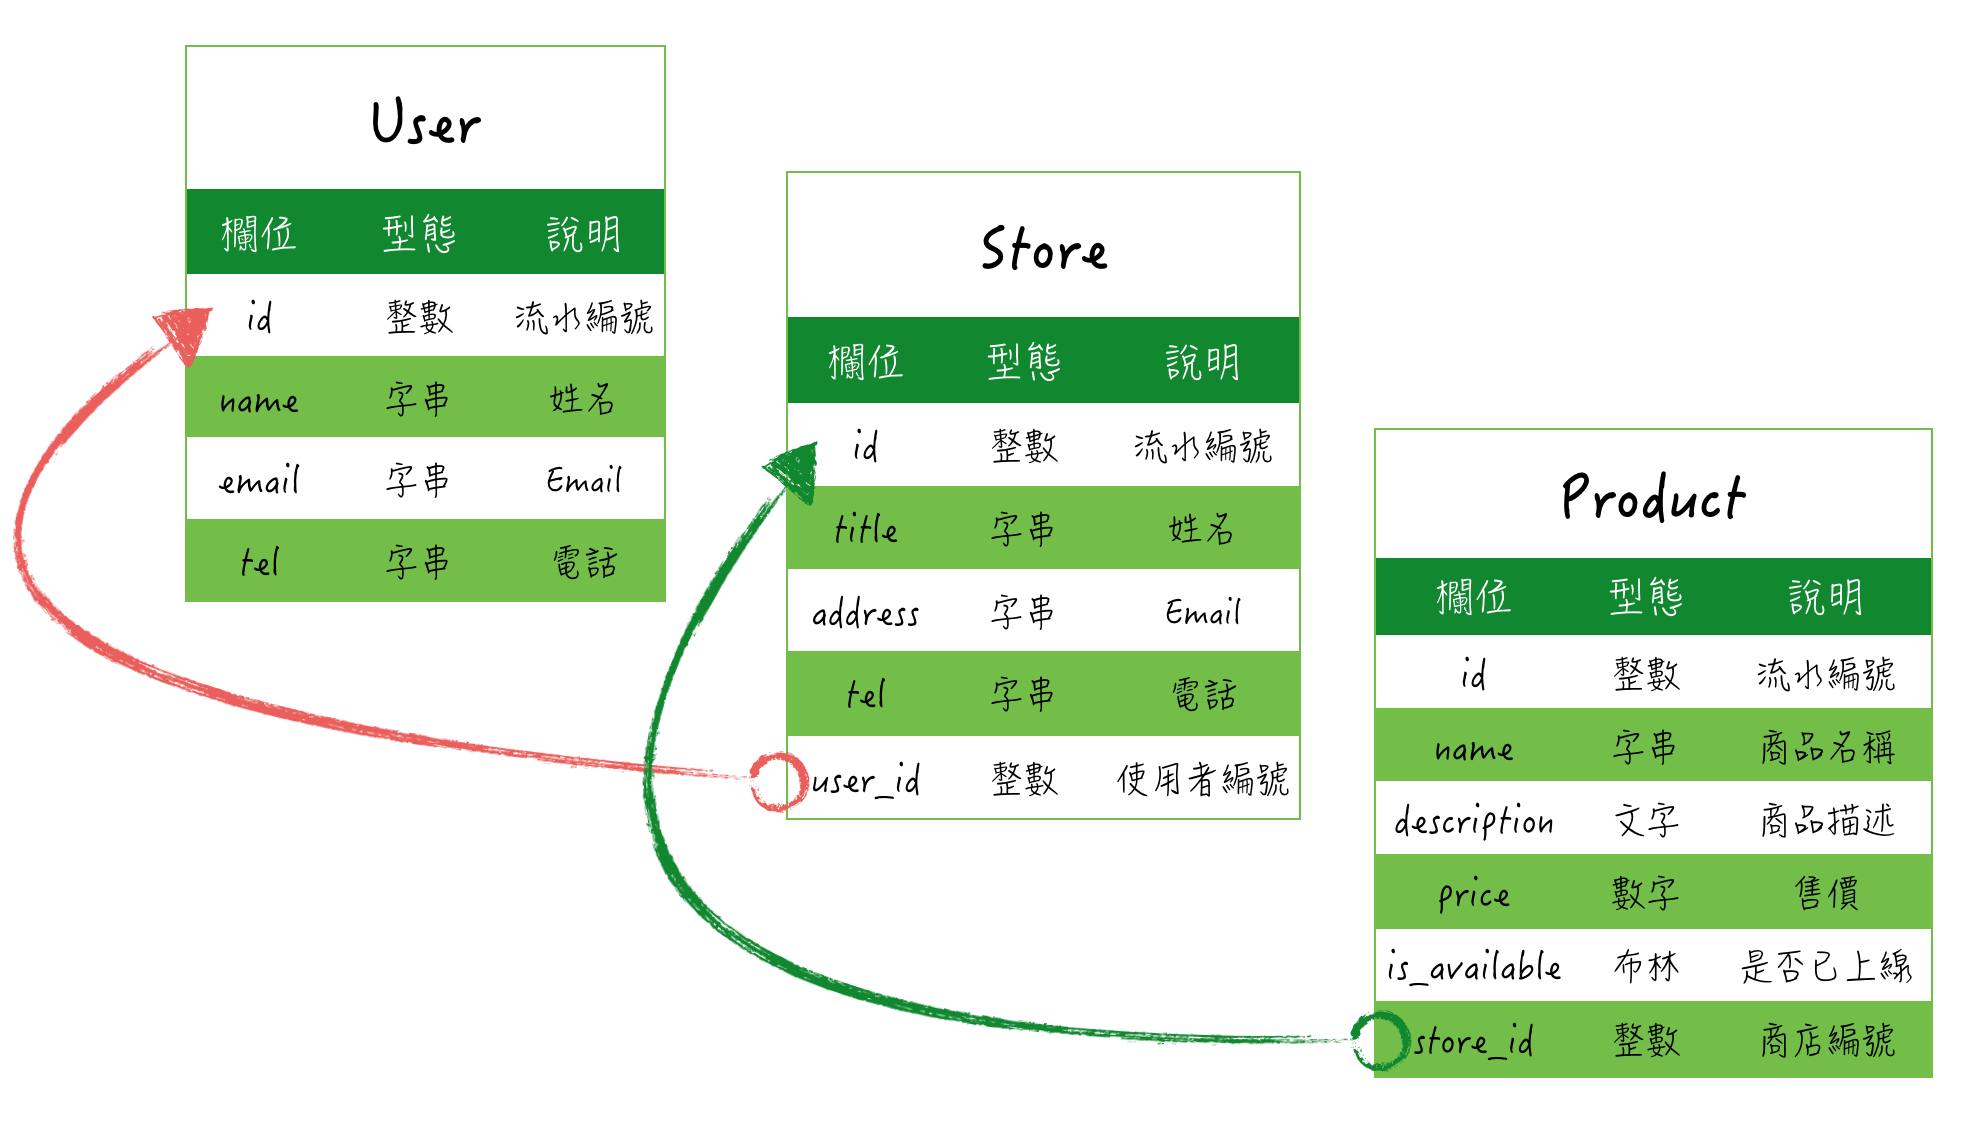 User
欄位 型態 說明
id 整數 流水編號
name 字串 姓名
email 字串 Email
tel 字串 電話
Store
欄位 型態 說明
id 整數 流水編號
title 字串 姓名
address 字串 Email
tel 字串 電話
user_id 整數 使用者編號
Product
欄位 型態 說明
id 整數 流水編號
name 字串 商品名稱
description 文字 商品描述
price 數字 售價
is_available 布林 是否已上線
store_id 整數 商店編號